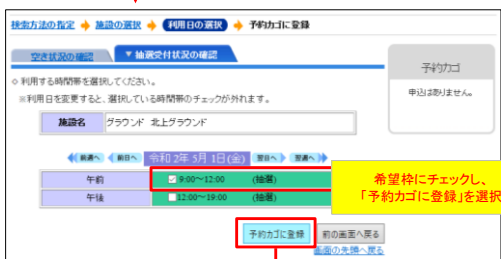 検索方法の指定 施設の選択 利用日の選択 予約カゴに登録
空き状況の確認 ▼抽選受付状況の確認
予約カゴ
申込はありません。
◇利用する時間帯を選択してください。
※利用日を変更すると、選択している時間帯のチェックが外れます。
施設名 グラウンド 北上グラウンド
前週へ 前日へ 令和 2年 5月 1日(金) 翌日へ 翌週へ
午前 9:00～12:00 (抽選)
午後 12:00～19:00 (抽選)
希望枠にチェックし、
「予約カゴに登録」を選択
予約カゴに登録 前の画面へ戻る
画面の先頭へ戻る